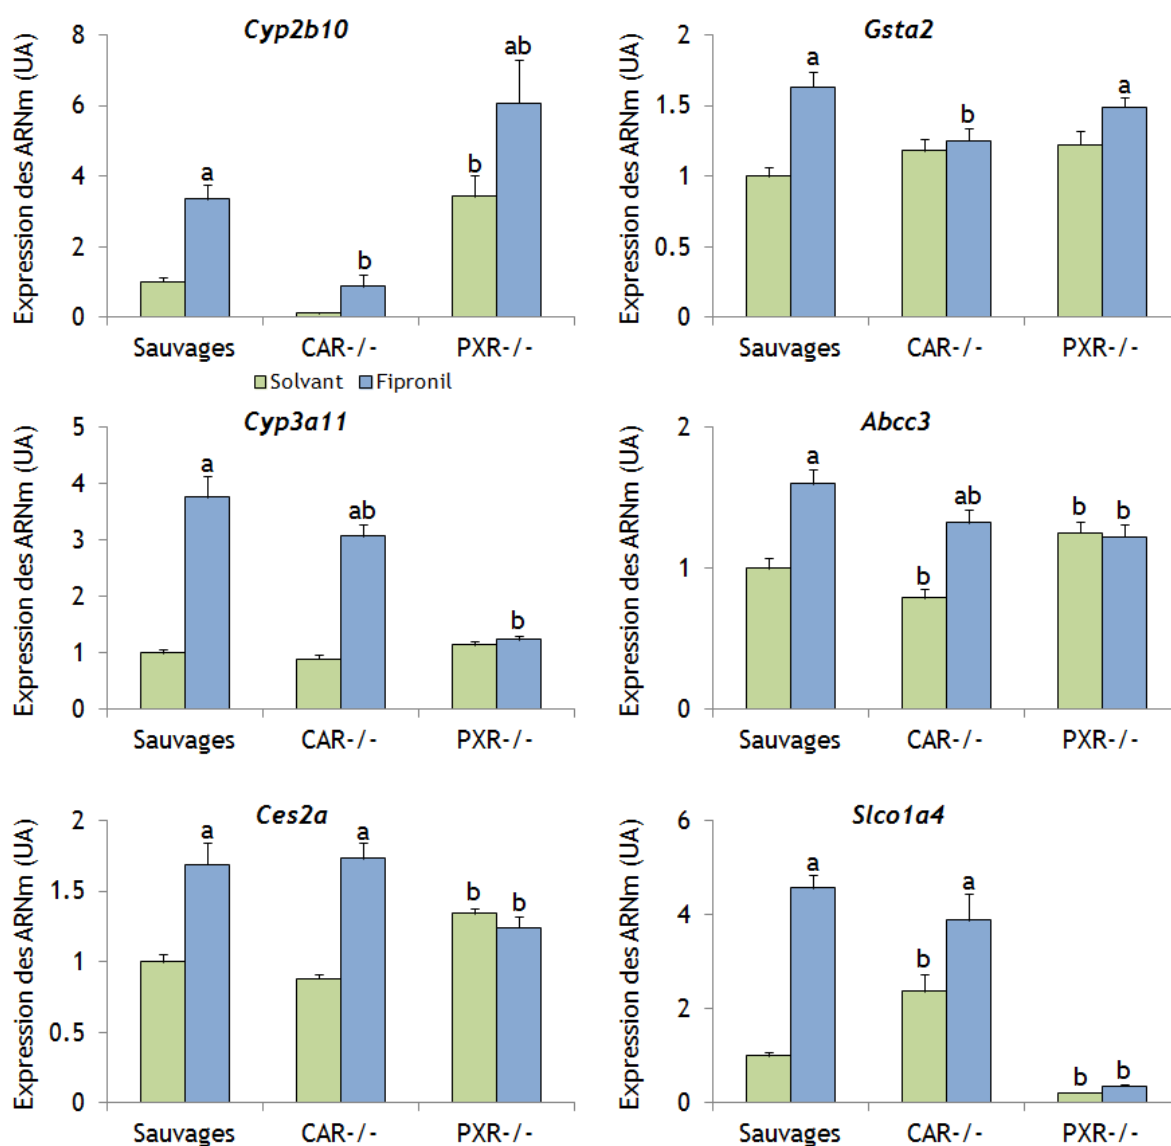 Cyp2b10
Expression des ARNm (UA)
8
6
4
2
0
a
b
b
ab
Sauvages CAR-/- PXR-/-
Gsta2
Expression des ARNm (UA)
2
1.5
1
0.5
0
a
b
a
Sauvages CAR-/- PXR-/-
Solvant Fipronil
Cyp3a11
Expression des ARNm (UA)
5
4
3
2
1
0
a
ab
b
Sauvages CAR-/- PXR-/-
Abcc3
Expression des ARNm (UA)
2
1
0
a
b
ab
b
b
Sauvages CAR-/- PXR-/-
Ces2a
Expression des ARNm (UA)
2
1.5
1
0.5
0
a
a
b
b
Sauvages CAR-/- PXR-/-
Slco1a4
Expression des ARNm (UA)
6
4
2
0
a
b
a
b
b
Sauvages CAR-/- PXR-/-